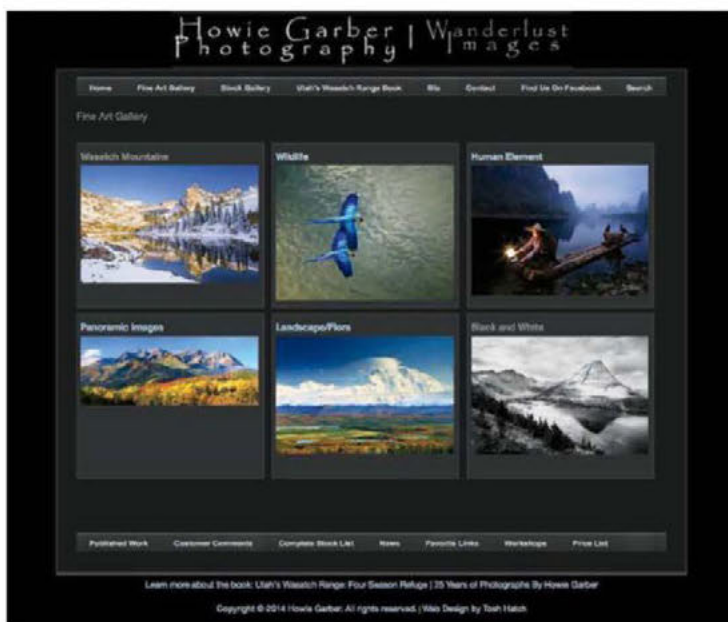 Howie Garber | Wanderlust
Photography | Images
Home Fine Art Gallery Stock Gallery Utah's Wasatch Range Book Bio Contact Find Us On Facebook Search
Fine Art Gallery
Wasatch Mountains Wildlife Human Element
Panoramic Images Landscape/Flora Black and White
Published Work Customer Comments Complete Stock List News Favorite Links Workshops Price List
Learn more about the book: Utah's Wasatch Range: Four Season Refuge | 25 Years of Photographs By Howie Garber
Copyright © 2014 Howie Garber. All rights reserved. | Web Design by Tosh Hatch